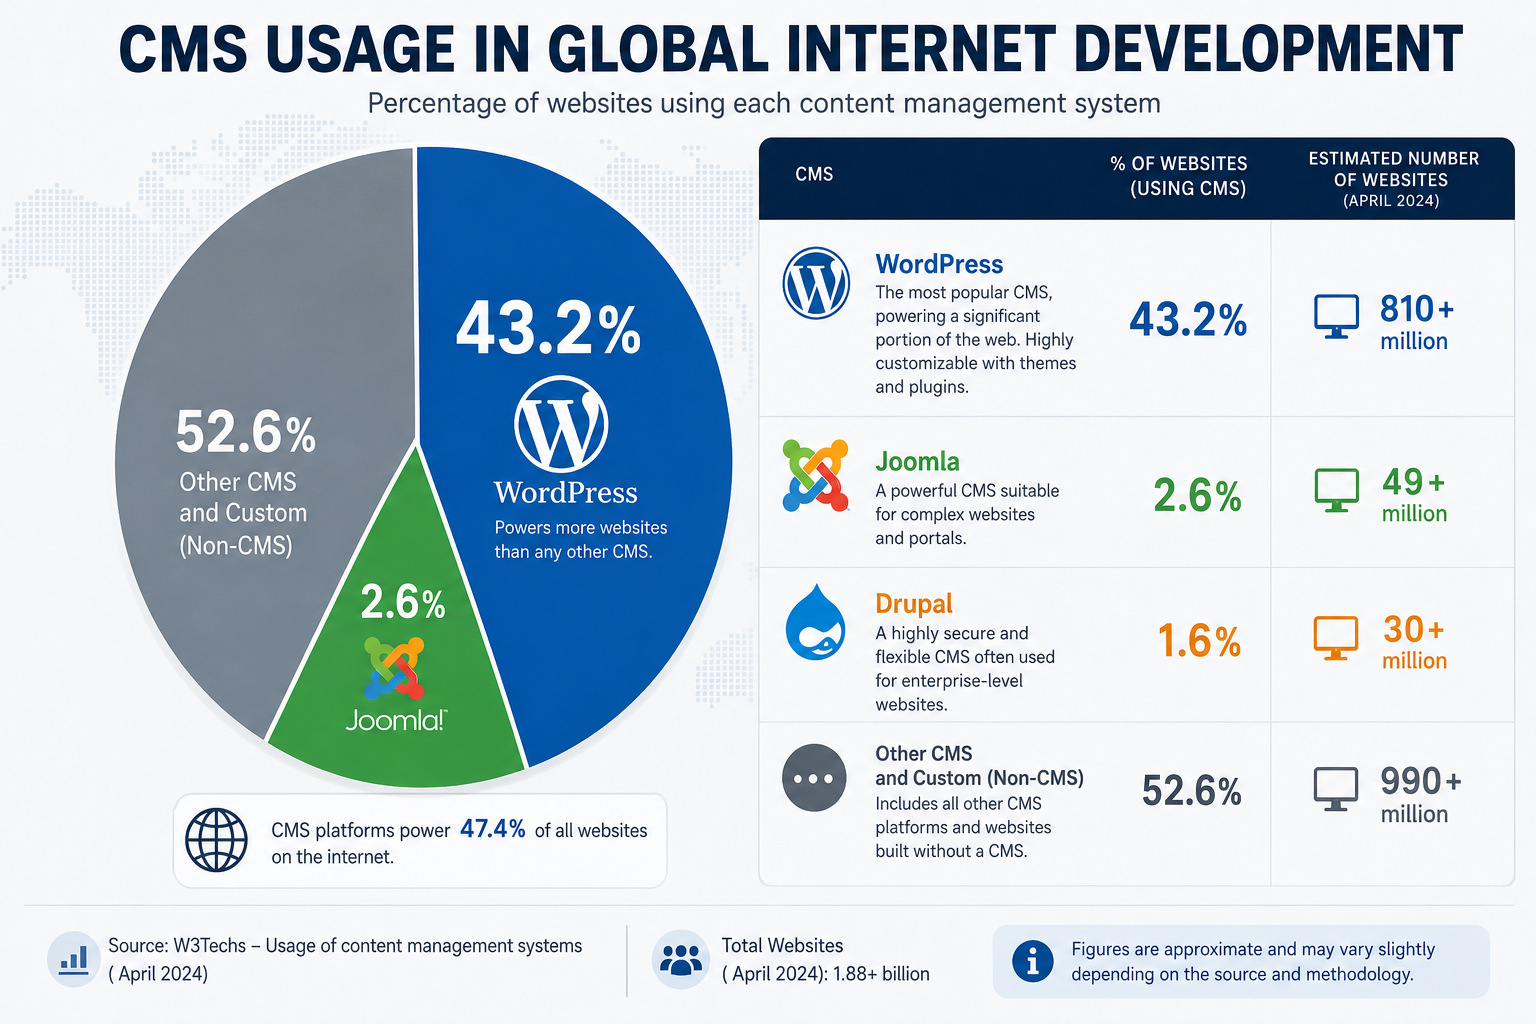 CMS USAGE IN GLOBAL INTERNET DEVELOPMENT
Percentage of websites using each content management system
43.2%
WordPress
Powers more websites
than any other CMS.
52.6%
Other CMS
and Custom
(Non-CMS)
2.6%
Joomla!™
CMS platforms power 47.4% of all websites
on the internet.
CMS
% OF WEBSITES
(USING CMS)
ESTIMATED NUMBER
OF WEBSITES
(APRIL 2024)
WordPress
The most popular CMS,
powering a significant
portion of the web. Highly
customizable with themes
and plugins.
43.2%
810+
million
Joomla
A powerful CMS suitable
for complex websites
and portals.
2.6%
49+
million
Drupal
A highly secure and
flexible CMS often used
for enterprise-level
websites.
1.6%
30+
million
Other CMS
and Custom (Non-CMS)
Includes all other CMS
platforms and websites
built without a CMS.
52.6%
990+
million
Source: W3Techs – Usage of content management systems
( April 2024)
Total Websites
( April 2024): 1.88+ billion
Figures are approximate and may vary slightly
depending on the source and methodology.